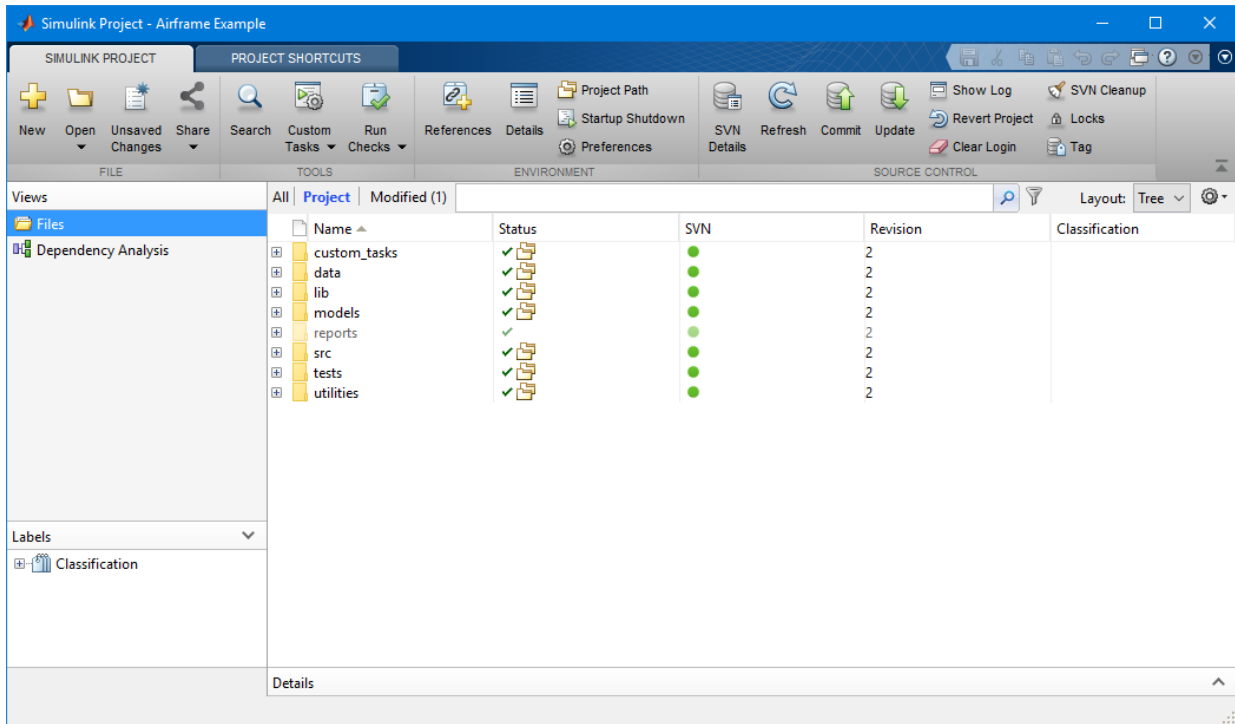 Simulink Project - Airframe Example
SIMULINK PROJECT
PROJECT SHORTCUTS
New
Open
Unsaved
Changes
Share
Search
Custom
Tasks
Run
Checks
References
Details
Project Path
Startup Shutdown
Preferences
SVN
Details
Refresh
Commit
Update
Show Log
Revert Project
Clear Login
SVN Cleanup
Locks
Tag
FILE
TOOLS
ENVIRONMENT
SOURCE CONTROL
Views
Files
Dependency Analysis
Labels
Classification
All Project Modified (1)
Layout: Tree
Name Status SVN Revision Classification
custom_tasks 2
data 2
lib 2
models 2
reports 2
src 2
tests 2
utilities 2
Details